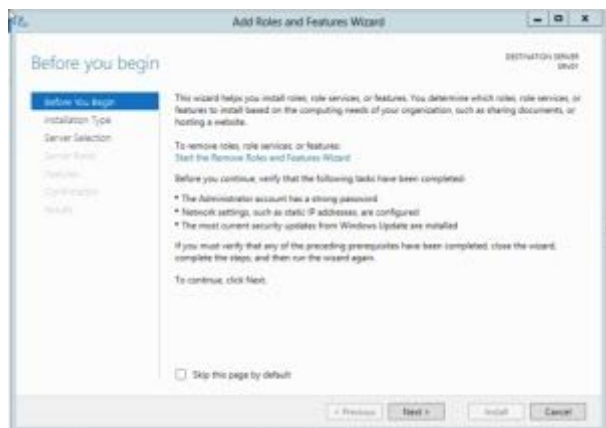 Add Roles and Features Wizard
Before you begin
DESTINATION SERVER
SRV01
Before You Begin
Installation Type
Server Selection
Server Roles
Features
Confirmation
Results
This wizard helps you install roles, role services, or features. You determine which roles, role services, or
features to install based on the computing needs of your organization, such as sharing documents, or
hosting a website.
To remove roles, role services, or features:
Start the Remove Roles and Features Wizard
Before you continue, verify that the following tasks have been completed:
• The Administrator account has a strong password
• Network settings, such as static IP addresses, are configured
• The most current security updates from Windows Update are installed
If you must verify that any of the preceding prerequisites have been completed, close the wizard,
complete the steps, and then run the wizard again.
To continue, click Next.
Skip this page by default
< Previous
Next >
Install
Cancel